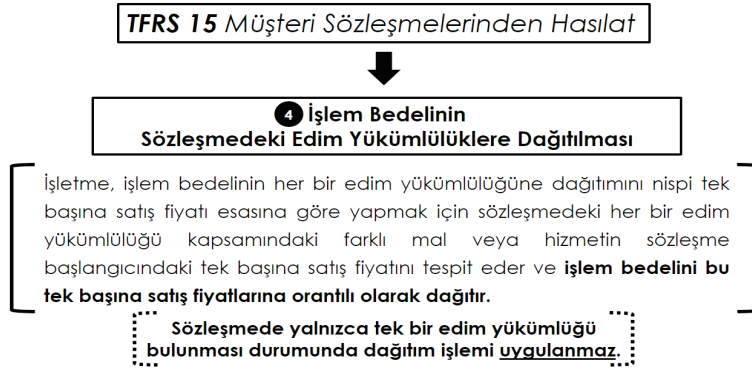 TFRS 15 Müşteri Sözleşmelerinden Hasılat
4 İşlem Bedelinin
Sözleşmedeki Edim Yükümlülüklere Dağıtılması
İşletme, işlem bedelinin her bir edim yükümlülüğüne dağıtımını nispi tek
başına satış fiyatı esasına göre yapmak için sözleşmedeki her bir edim
yükümlülüğü kapsamındaki farklı mal veya hizmetin sözleşme
başlangıcındaki tek başına satış fiyatını tespit eder ve işlem bedelini bu
tek başına satış fiyatlarına orantılı olarak dağıtır.
Sözleşmede yalnızca tek bir edim yükümlüğü
bulunması durumunda dağıtım işlemi uygulanmaz.